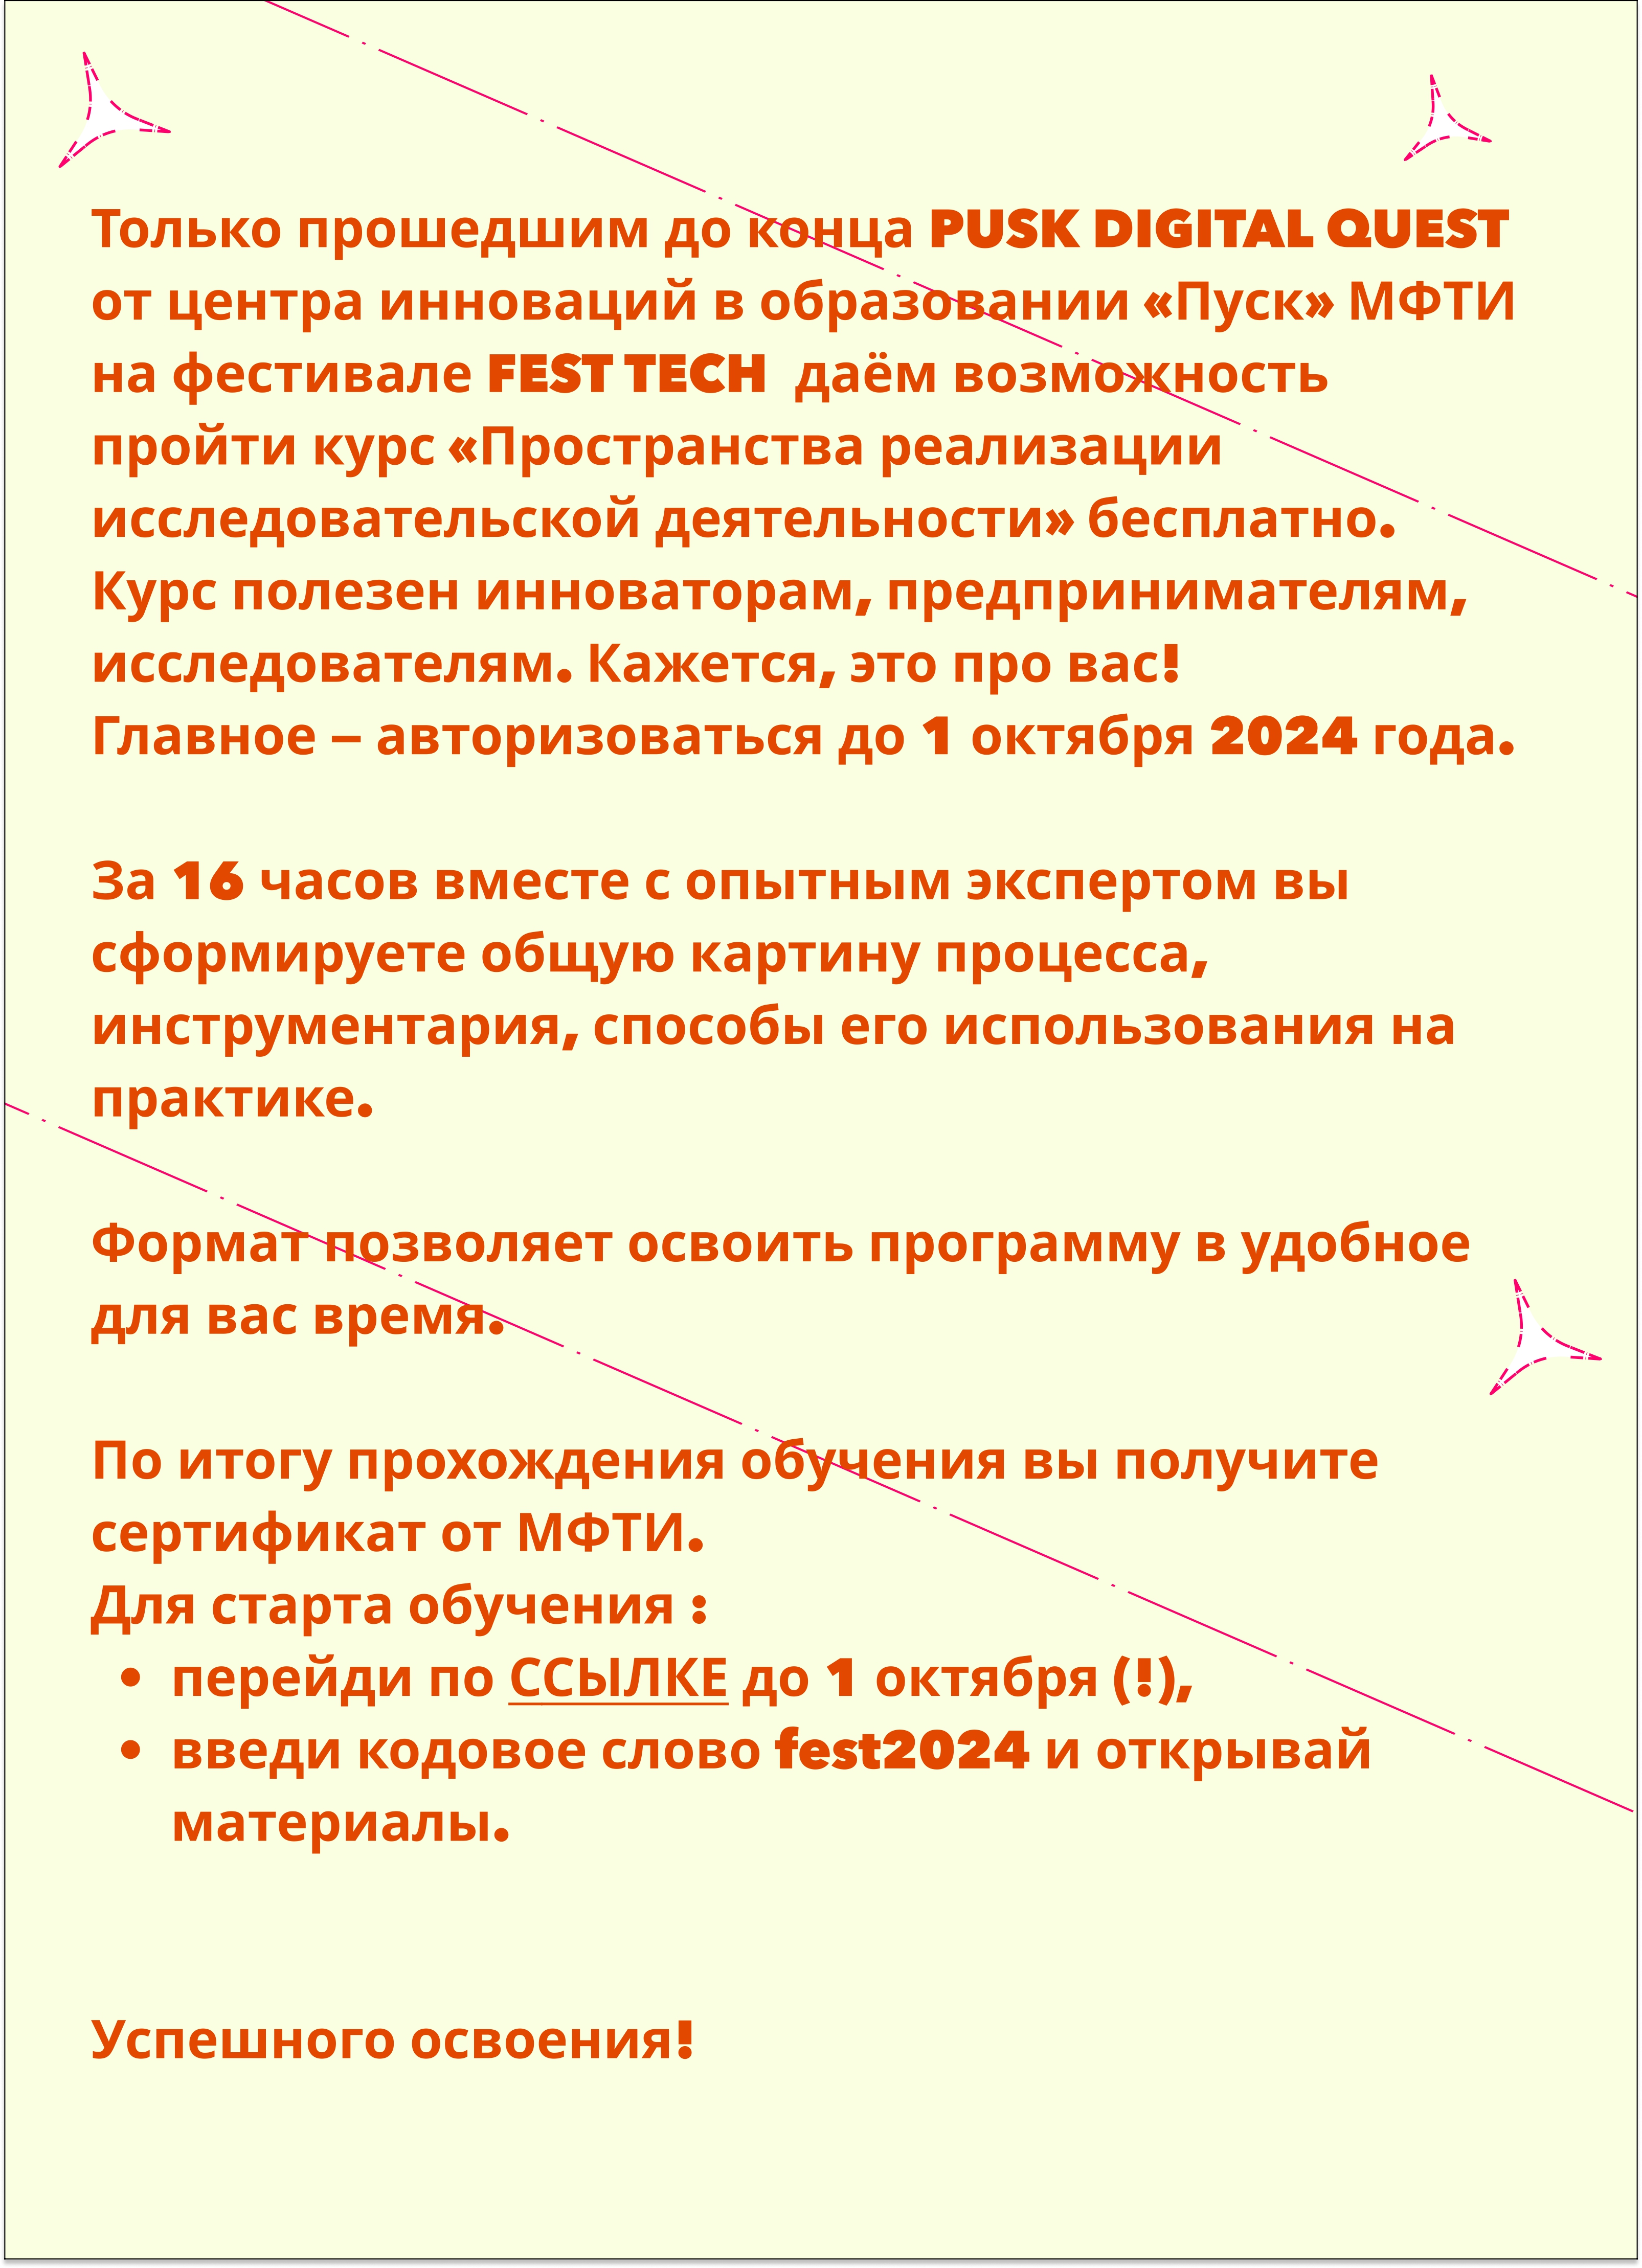 Только прошедшим до конца PUSK DIGITAL QUEST
от центра инноваций в образовании «Пуск» МФТИ
на фестивале FEST TECH даём возможность
пройти курс «Пространства реализации
исследовательской деятельности» бесплатно.
Курс полезен инноваторам, предпринимателям,
исследователям. Кажется, это про вас!
Главное – авторизоваться до 1 октября 2024 года.
За 16 часов вместе с опытным экспертом вы
сформируете общую картину процесса,
инструментария, способы его использования на
практике.
Формат позволяет освоить программу в удобное
для вас время.
По итогу прохождения обучения вы получите
сертификат от МФТИ.
Для старта обучения :
• перейди по ССЫЛКЕ до 1 октября (!),
• введи кодовое слово fest2024 и открывай
материалы.
Успешного освоения!